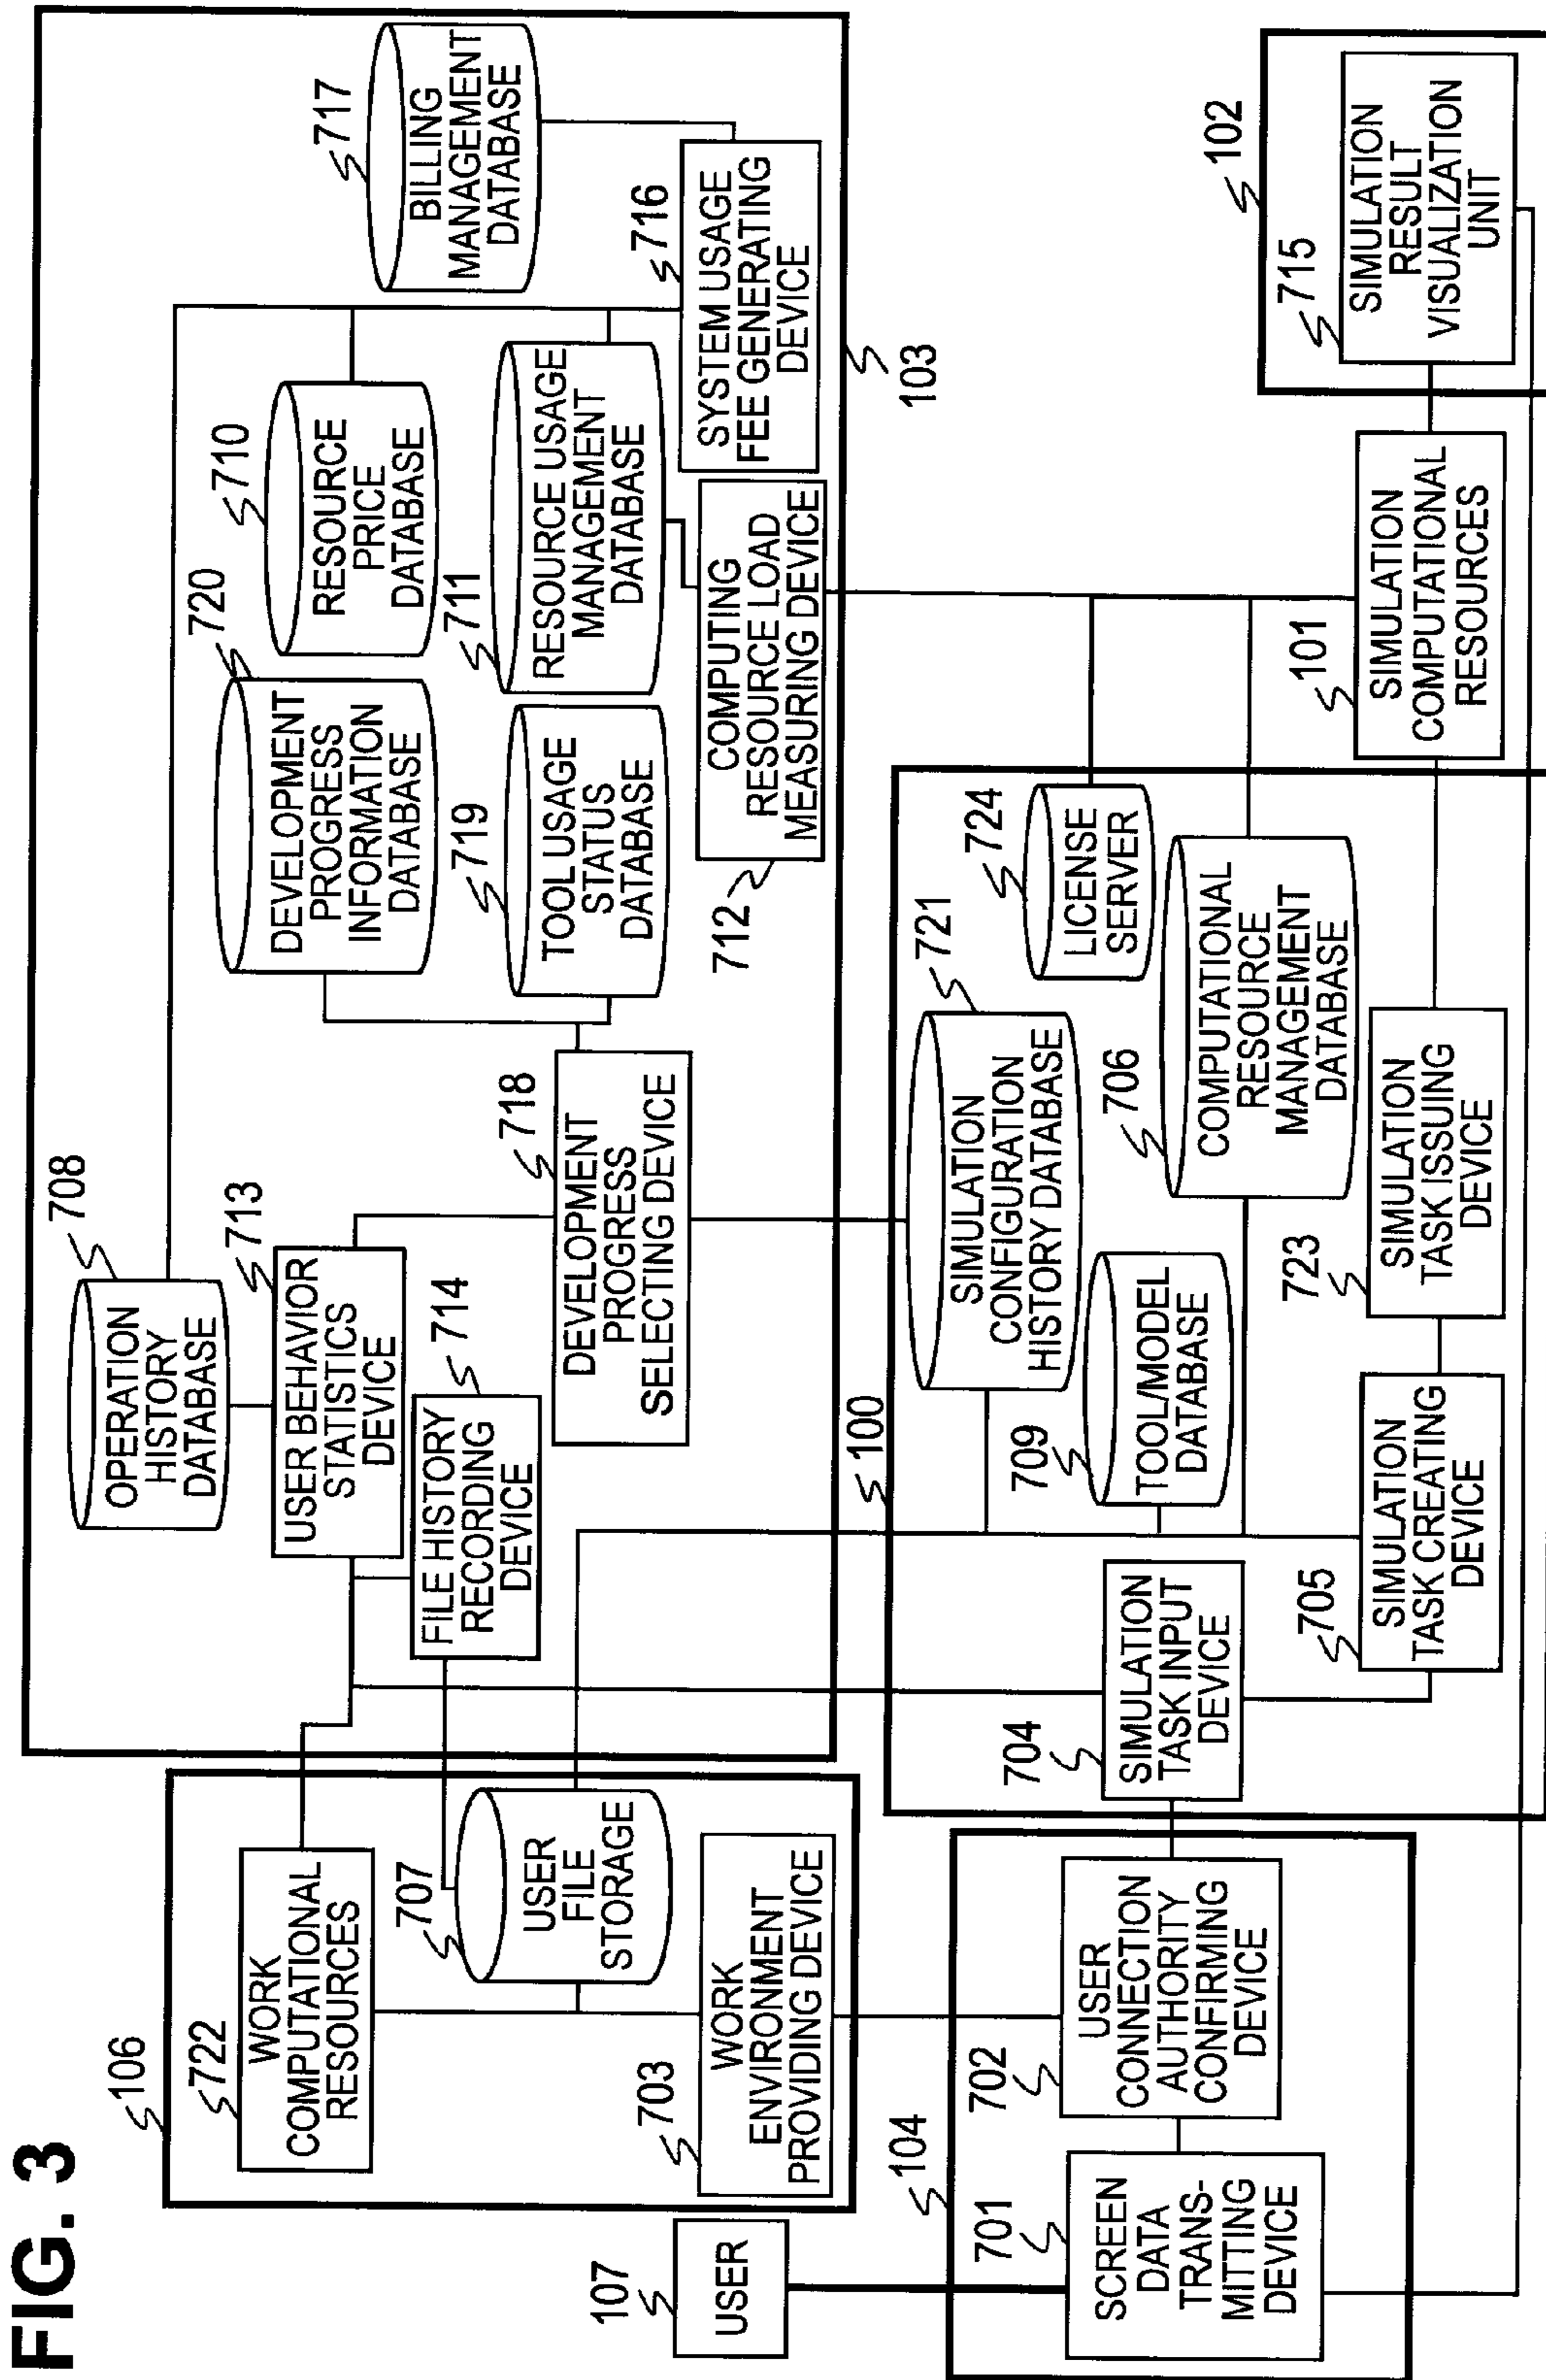 FIG. 3
106
722
WORK
COMPUTATIONAL
RESOURCES
707
USER
FILE
STORAGE
703
WORK
ENVIRONMENT
PROVIDING DEVICE
107
USER
104
701
SCREEN
DATA
TRANS-
MITTING
DEVICE
702
USER
CONNECTION
AUTHORITY
CONFIRMING
DEVICE
708
OPERATION
HISTORY
DATABASE
713
USER BEHAVIOR
STATISTICS
DEVICE
714
FILE HISTORY
RECORDING
DEVICE
718
DEVELOPMENT
PROGRESS
SELECTING DEVICE
720
DEVELOPMENT
PROGRESS
INFORMATION
DATABASE
719
TOOL USAGE
STATUS
DATABASE
710
RESOURCE
PRICE
DATABASE
711
RESOURCE USAGE
MANAGEMENT
DATABASE
712
COMPUTING
RESOURCE LOAD
MEASURING DEVICE
717
BILLING
MANAGEMENT
DATABASE
716
SYSTEM USAGE
FEE GENERATING
DEVICE
103
100
704
SIMULATION
TASK INPUT
DEVICE
705
SIMULATION
TASK CREATING
DEVICE
709
TOOL/MODEL
DATABASE
721
SIMULATION
CONFIGURATION
HISTORY DATABASE
724
LICENSE
SERVER
706
COMPUTATIONAL
RESOURCE
MANAGEMENT
DATABASE
723
SIMULATION
TASK ISSUING
DEVICE
101
SIMULATION
COMPUTATIONAL
RESOURCES
102
715
SIMULATION
RESULT
VISUALIZATION
UNIT